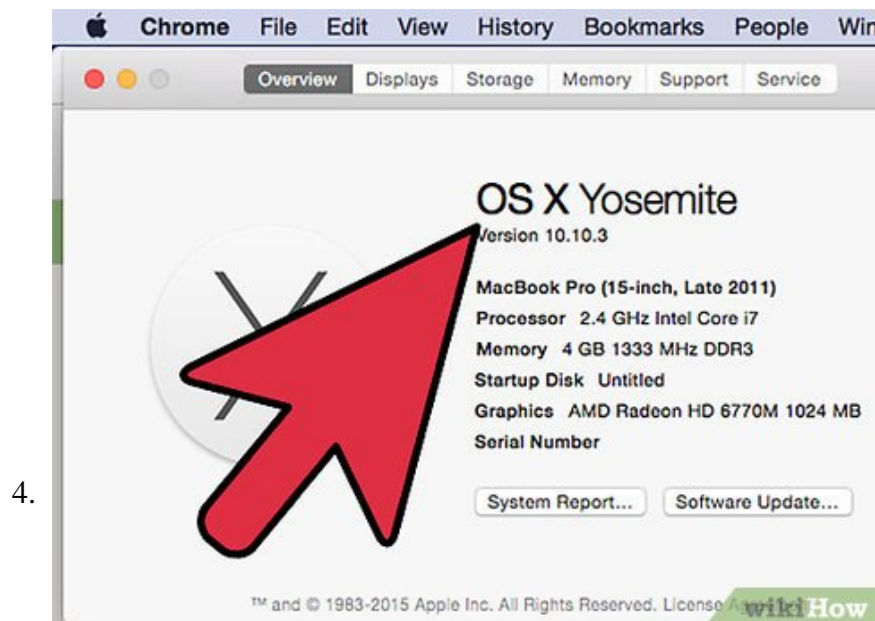 Chrome File Edit View History Bookmarks People
Overview Displays Storage Memory Support Service
OS X Yosemite
Version 10.10.3
MacBook Pro (15-inch, Late 2011)
Processor 2.4 GHz Intel Core i7
Memory 4 GB 1333 MHz DDR3
Startup Disk Untitled
Graphics AMD Radeon HD 6770M 1024 MB
Serial Number
4.
System Report... Software Update...
™ and © 1983-2015 Apple Inc. All Rights Reserved. License
wikiHow